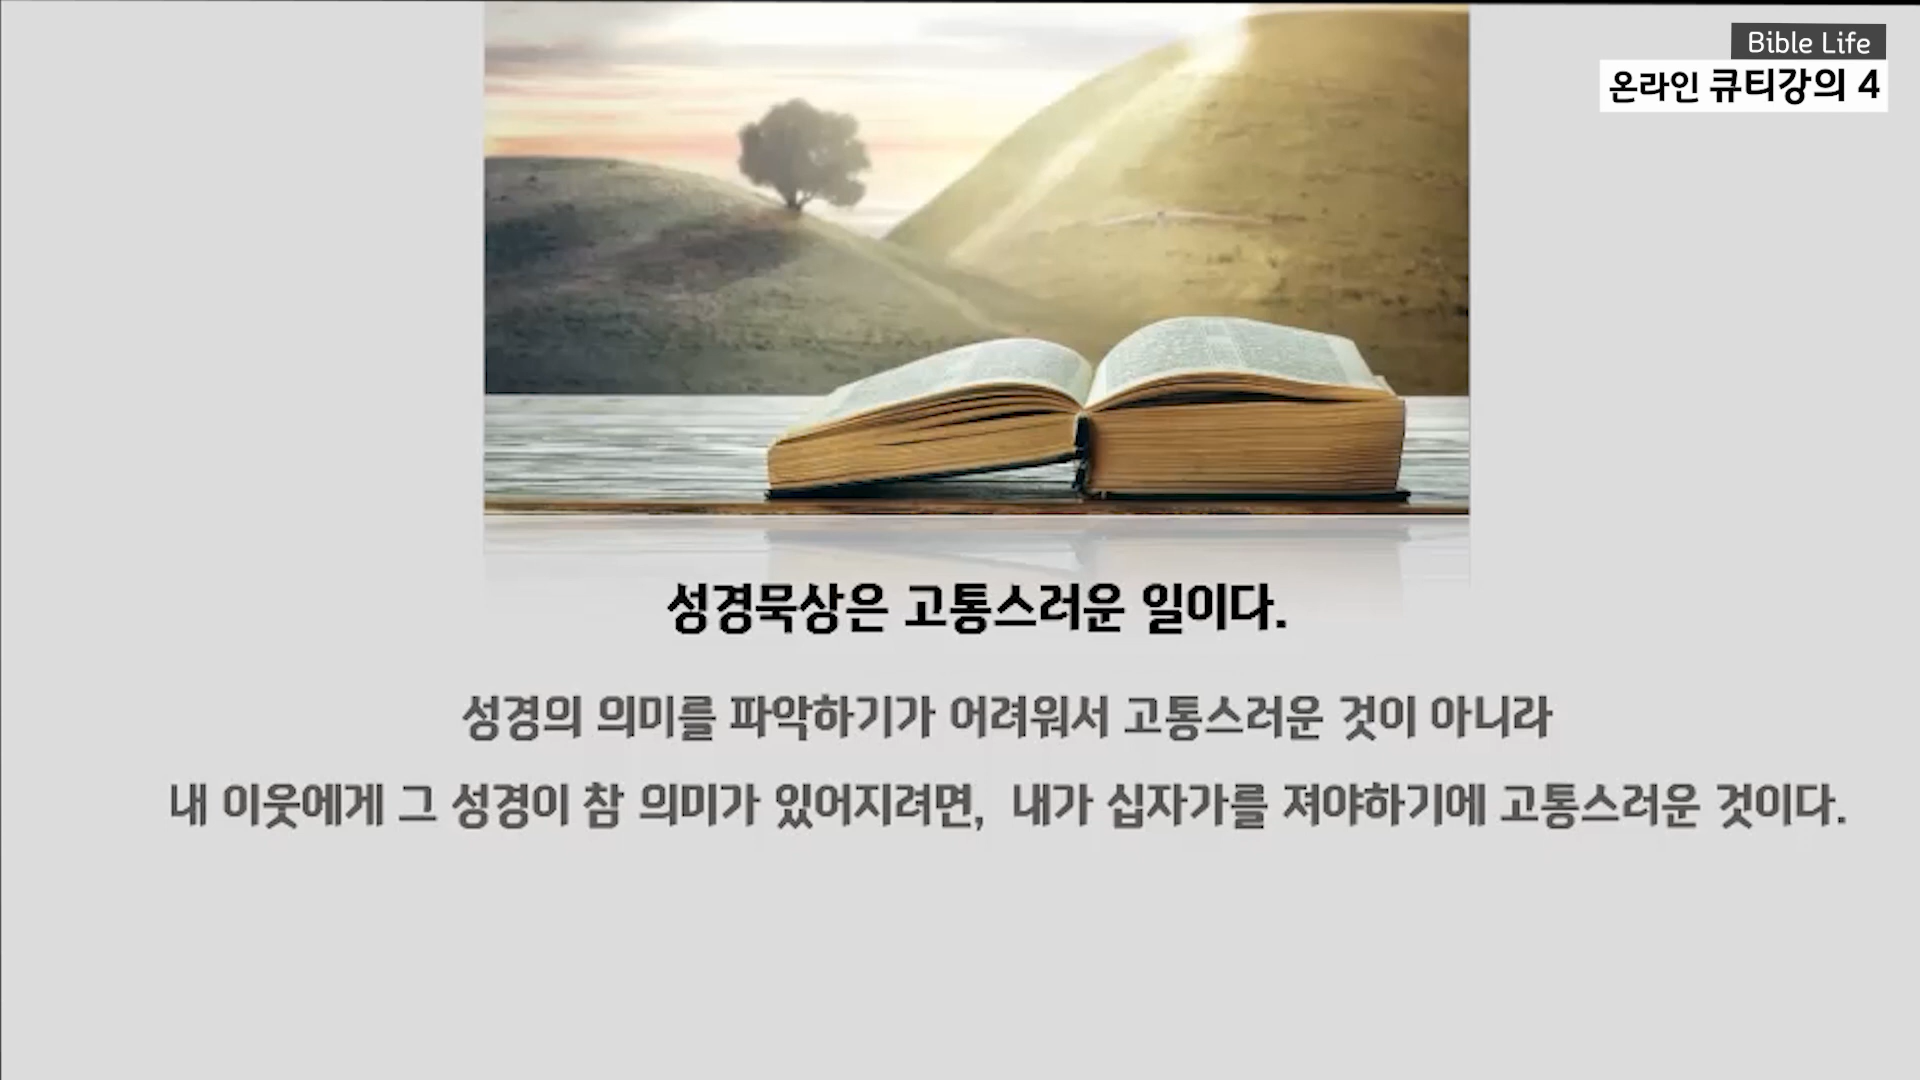 Bible Life
온라인 큐티강의 4
성경묵상은 고통스러운 일이다.
성경의 의미를 파악하기가 어려워서 고통스러운 것이 아니라
내 이웃에게 그 성경이 참 의미가 있어지려면, 내가 십자가를 져야하기에 고통스러운 것이다.